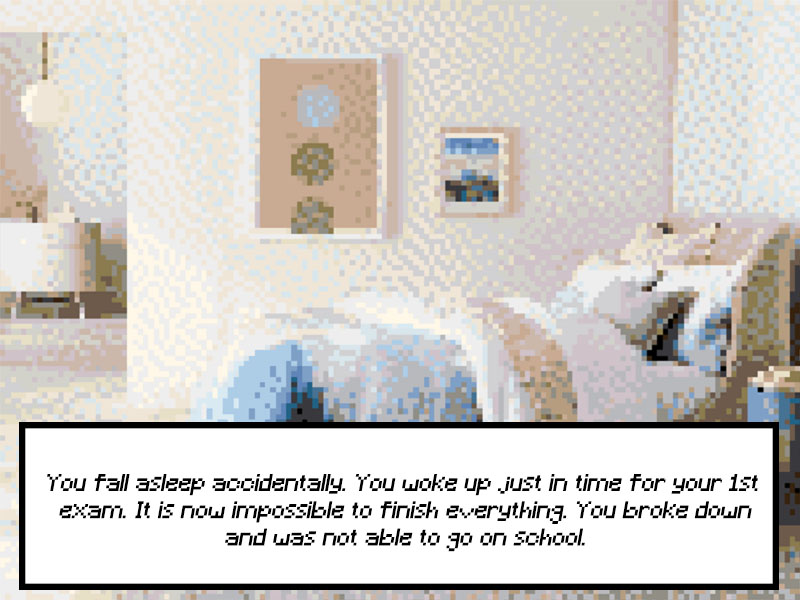 You fall asleep accidentally. You woke up just in time for your 1st
exam. It is now impossible to finish everything. You broke down
and was not able to go on school.